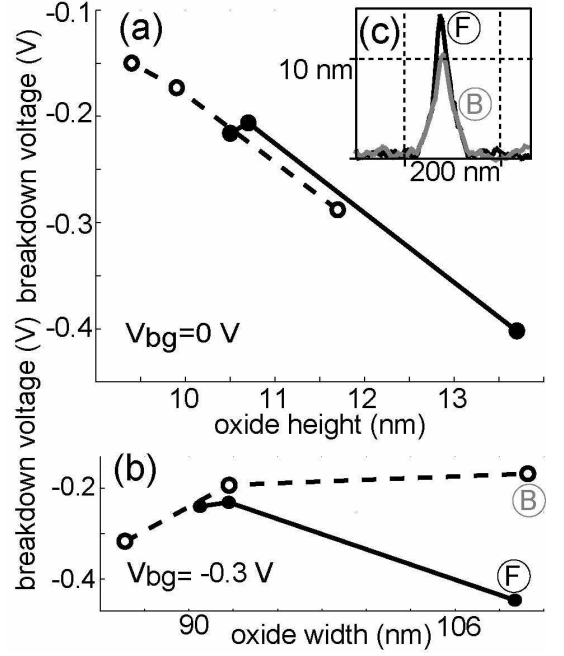 -0.1
(a)
(c)
F
10 nm
B
200 nm
-0.2
-0.3
-0.4
breakdown voltage (V)
Vbg=0 V
10 11 12 13
oxide height (nm)
(b)
-0.2
-0.4
breakdown voltage (V)
B
F
Vbg= -0.3 V
90 106
oxide width (nm)